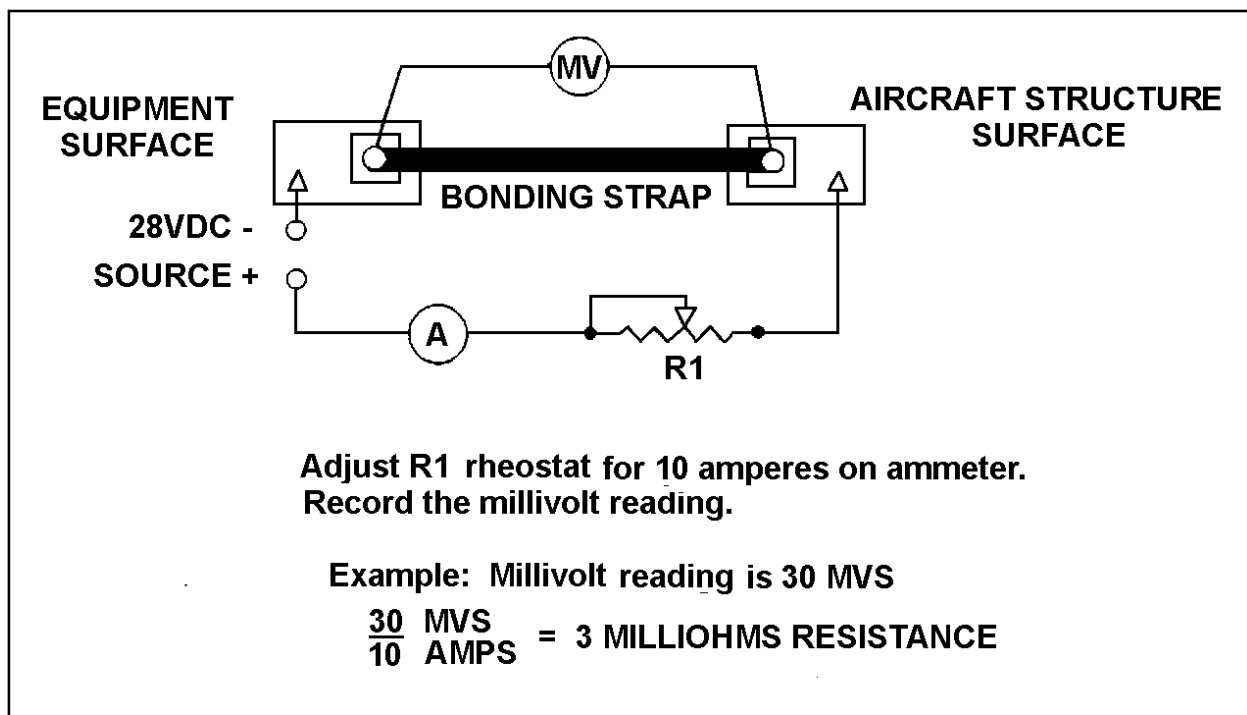 MV
EQUIPMENT
SURFACE
AIRCRAFT STRUCTURE
SURFACE
BONDING STRAP
28VDC -
SOURCE +
A
R1
Adjust R1 rheostat for 10 amperes on ammeter.
Record the millivolt reading.
Example: Millivolt reading is 30 MVS
30 MVS
10 AMPS = 3 MILLIOHMS RESISTANCE